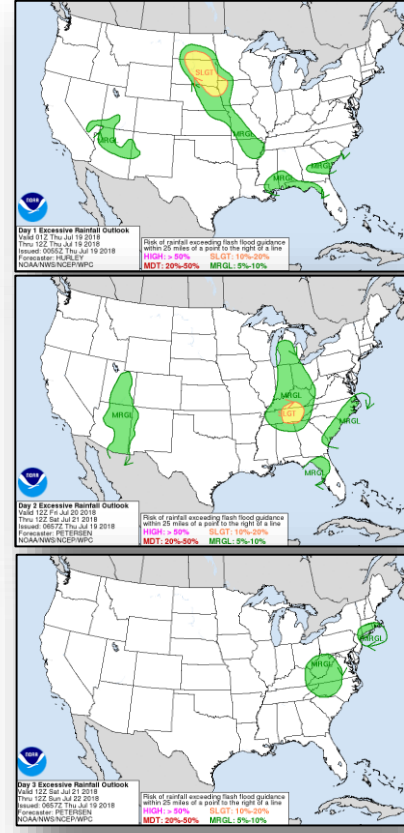 SLGT
MRGL
MRGL
MRGL
MRGL
NOAA
Day 1 Excessive Rainfall Outlook
Valid 01Z Thu Jul 19 2018
Thru 12Z Thu Jul 19 2018
Issued: 0055Z Thu Jul 19 2018
Forecaster: HURLEY
NOAA/NWS/NCEP/WPC
Risk of rainfall exceeding flash flood guidance
within 25 miles of a point to the right of a line
HIGH: > 50% SLGT: 10%-20%
MDT: 20%-50% MRGL: 5%-10%
MRGL
MRGL
SLGT
MRGL
MRGL
NOAA
Day 2 Excessive Rainfall Outlook
Valid 12Z Fri Jul 20 2018
Thru 12Z Sat Jul 21 2018
Issued: 0657Z Thu Jul 19 2018
Forecaster: PETERSEN
NOAA/NWS/NCEP/WPC
Risk of rainfall exceeding flash flood guidance
within 25 miles of a point to the right of a line
HIGH: > 50% SLGT: 10%-20%
MDT: 20%-50% MRGL: 5%-10%
MRGL
MRGL
NOAA
Day 3 Excessive Rainfall Outlook
Valid 12Z Sat Jul 21 2018
Thru 12Z Sun Jul 22 2018
Issued: 0657Z Thu Jul 19 2018
Forecaster: PETERSEN
NOAA/NWS/NCEP/WPC
Risk of rainfall exceeding flash flood guidance
within 25 miles of a point to the right of a line
HIGH: > 50% SLGT: 10%-20%
MDT: 20%-50% MRGL: 5%-10%